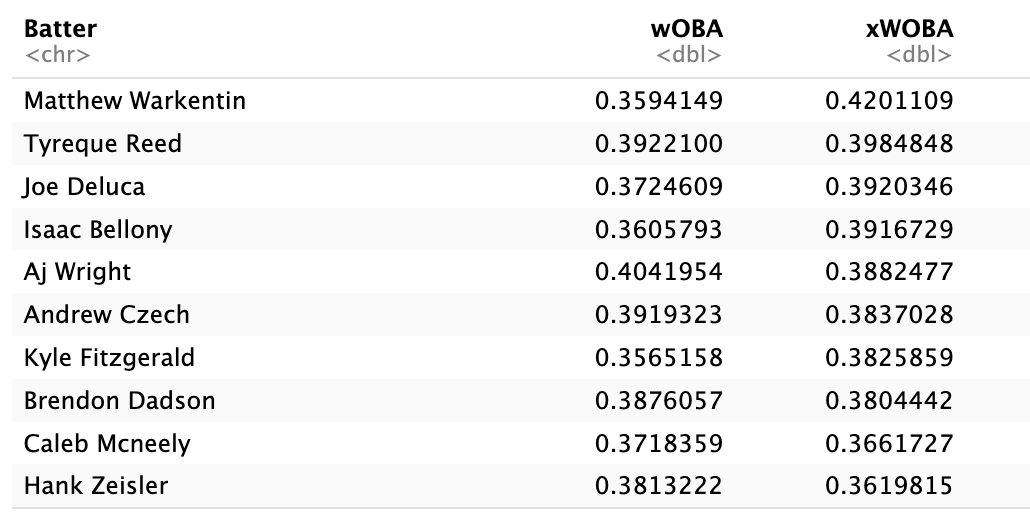 Batter wOBA xWOBA
<chr> <dbl> <dbl>
Matthew Warkentin 0.3594149 0.4201109
Tyreque Reed 0.3922100 0.3984848
Joe Deluca 0.3724609 0.3920346
Isaac Bellony 0.3605793 0.3916729
Aj Wright 0.4041954 0.3882477
Andrew Czech 0.3919323 0.3837028
Kyle Fitzgerald 0.3565158 0.3825859
Brendon Dadson 0.3876057 0.3804442
Caleb Mcneely 0.3718359 0.3661727
Hank Zeisler 0.3813222 0.3619815